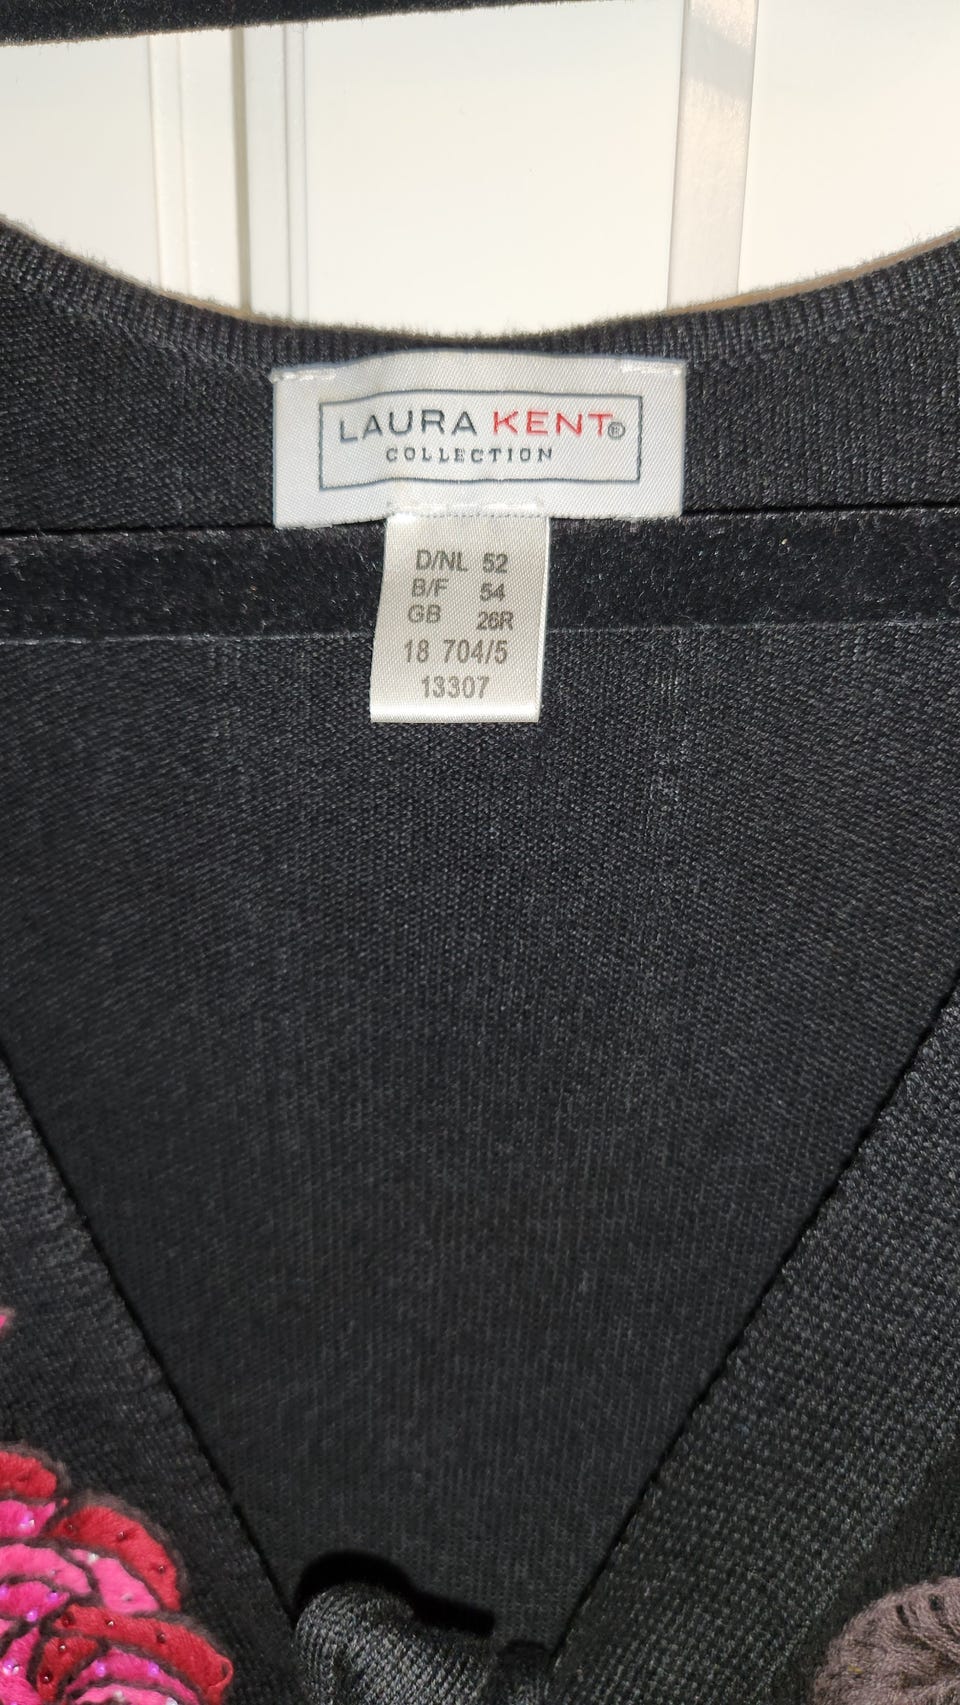 LAURA KENT®
COLLECTION
D/NL 52
B/F 54
GB 26R
18 704/5
13307